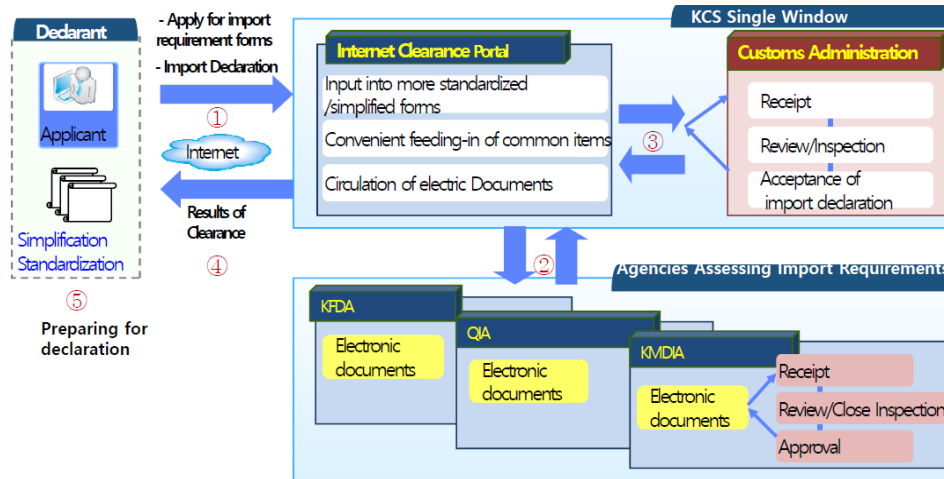 Declarant
Applicant
Simplification
Standardization
⑤
Preparing for
declaration
- Apply for import
requirement forms
- Import Declaration
①
Internet
Results of
Clearance
④
KCS Single Window
Internet Clearance Portal
Input into more standardized
/simplified forms
Convenient feeding-in of common items
Circulation of electric Documents
③
Customs Administration
Receipt
Review/Inspection
Acceptance of
import declaration
②
Agencies Assessing Import Requirements
KFDA
Electronic
documents
QIA
Electronic
documents
KMDIA
Electronic
documents
Receipt
Review/Close Inspection
Approval